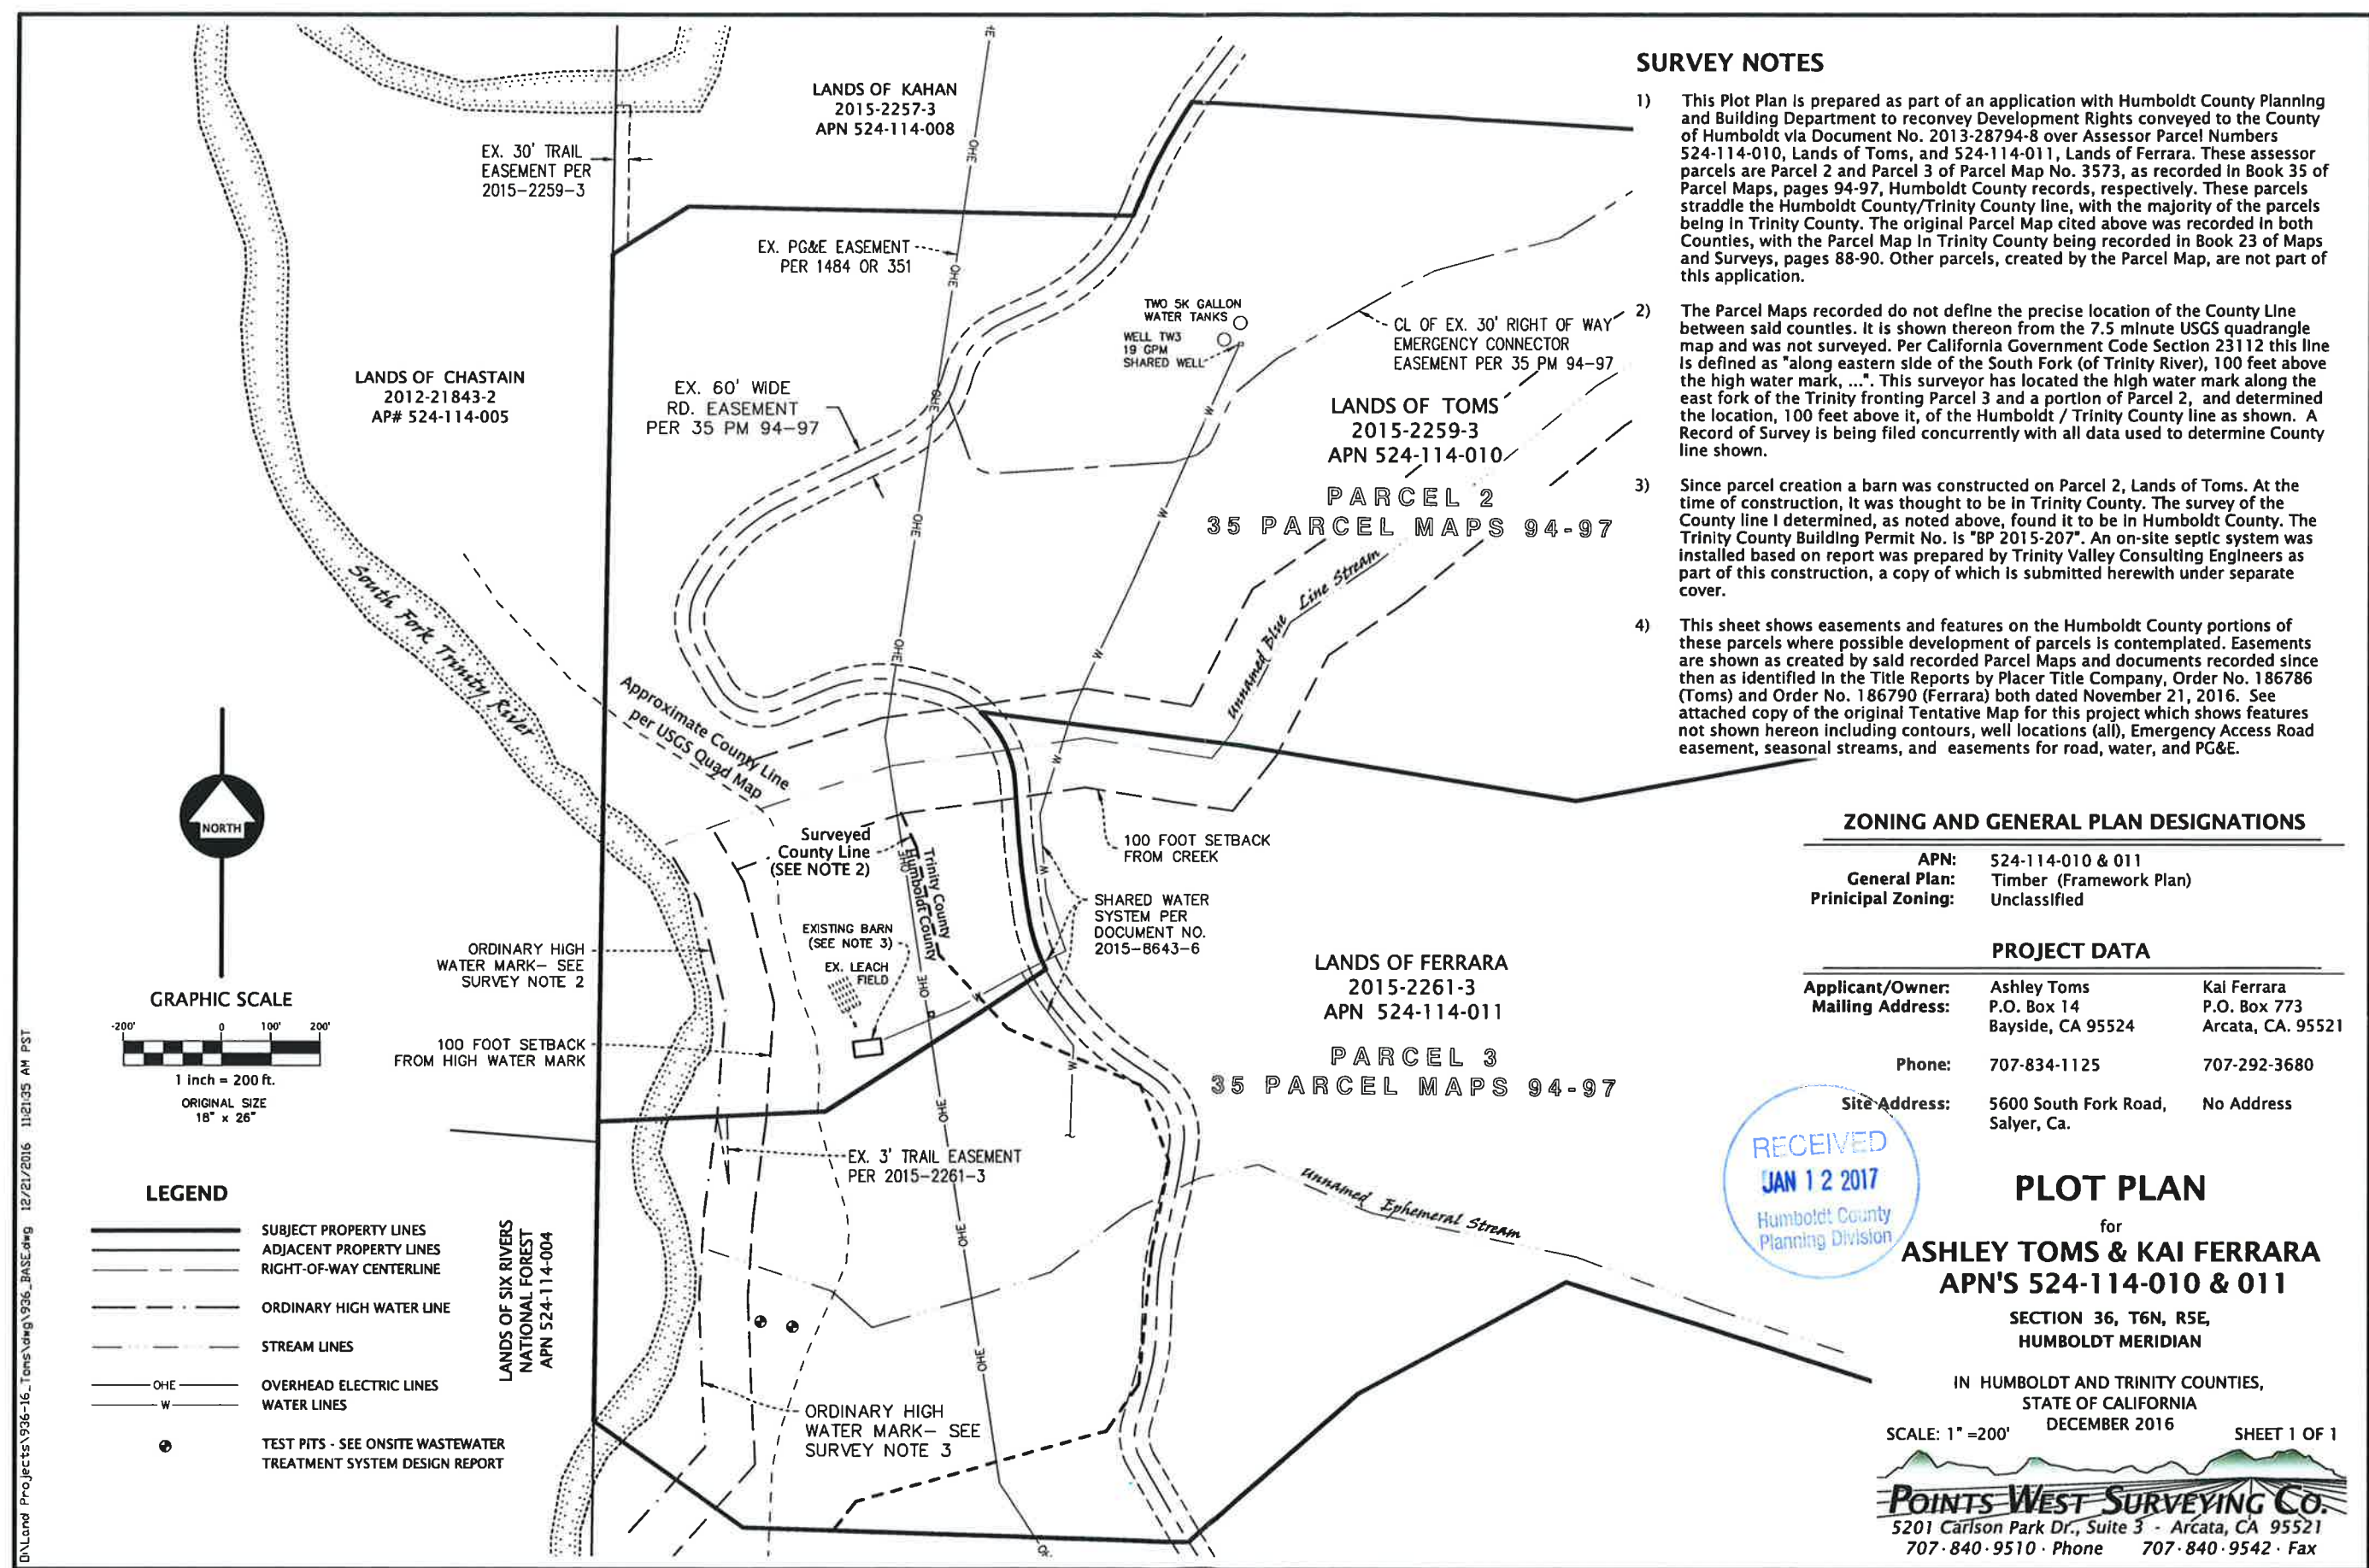 LANDS OF KAHAN
2015-2257-3
APN 524-114-008
EX. 30' TRAIL
EASEMENT PER
2015-2259-3
EX. PG&E EASEMENT
PER 1484 OR 351
LANDS OF CHASTAIN
2012-21843-2
AP# 524-114-005
EX. 60' WIDE
RD. EASEMENT
PER 35 PM 94-97
TWO 5K GALLON
WATER TANKS
WELL TW3
19 GPM
SHARED WELL
CL OF EX. 30' RIGHT OF WAY
EMERGENCY CONNECTOR
EASEMENT PER 35 PM 94-97
LANDS OF TOMS
2015-2259-3
APN 524-114-010
PARCEL 2
35 PARCEL MAPS 94-97
South Fork Trinity River
Unnamed Blue Line Stream
Approximate County Line
per USGS Quad Map
Surveyed
County Line
(SEE NOTE 2)
Trinity County
Humboldt County
100 FOOT SETBACK
FROM CREEK
SHARED WATER
SYSTEM PER
DOCUMENT NO.
2015-8643-6
EXISTING BARN
(SEE NOTE 3)
EX. LEACH
FIELD
ORDINARY HIGH
WATER MARK- SEE
SURVEY NOTE 2
100 FOOT SETBACK
FROM HIGH WATER MARK
LANDS OF FERRARA
2015-2261-3
APN 524-114-011
PARCEL 3
35 PARCEL MAPS 94-97
EX. 3' TRAIL EASEMENT
PER 2015-2261-3
Unnamed Ephemeral Stream
ORDINARY HIGH
WATER MARK- SEE
SURVEY NOTE 3
LANDS OF SIX RIVERS
NATIONAL FOREST
APN 524-114-004
OHE
OHE
OHE
OHE
OHE
OHE
OHE
OHE
OHE
OHE
W
W
W
W
W
W
W
NORTH
GRAPHIC SCALE
-200' 0 100' 200'
1 inch = 200 ft.
ORIGINAL SIZE
18" x 26"
LEGEND
SUBJECT PROPERTY LINES
ADJACENT PROPERTY LINES
RIGHT-OF-WAY CENTERLINE
ORDINARY HIGH WATER LINE
STREAM LINES
OHE OVERHEAD ELECTRIC LINES
W WATER LINES
TEST PITS - SEE ONSITE WASTEWATER
TREATMENT SYSTEM DESIGN REPORT
D:\Land Projects\936-16_Toms\dwg\936_BASE.dwg 12/21/2016 11:21:35 AM PST
SURVEY NOTES
1) This Plot Plan is prepared as part of an application with Humboldt County Planning
and Building Department to reconvey Development Rights conveyed to the County
of Humboldt via Document No. 2013-28794-8 over Assessor Parcel Numbers
524-114-010, Lands of Toms, and 524-114-011, Lands of Ferrara. These assessor
parcels are Parcel 2 and Parcel 3 of Parcel Map No. 3573, as recorded in Book 35 of
Parcel Maps, pages 94-97, Humboldt County records, respectively. These parcels
straddle the Humboldt County/Trinity County line, with the majority of the parcels
being in Trinity County. The original Parcel Map cited above was recorded in both
Counties, with the Parcel Map in Trinity County being recorded in Book 23 of Maps
and Surveys, pages 88-90. Other parcels, created by the Parcel Map, are not part of
this application.
2) The Parcel Maps recorded do not define the precise location of the County Line
between said counties. It is shown thereon from the 7.5 minute USGS quadrangle
map and was not surveyed. Per California Government Code Section 23112 this line
is defined as "along eastern side of the South Fork (of Trinity River), 100 feet above
the high water mark, ...". This surveyor has located the high water mark along the
east fork of the Trinity fronting Parcel 3 and a portion of Parcel 2, and determined
the location, 100 feet above it, of the Humboldt / Trinity County line as shown. A
Record of Survey is being filed concurrently with all data used to determine County
line shown.
3) Since parcel creation a barn was constructed on Parcel 2, Lands of Toms. At the
time of construction, it was thought to be in Trinity County. The survey of the
County line I determined, as noted above, found it to be in Humboldt County. The
Trinity County Building Permit No. is "BP 2015-207". An on-site septic system was
installed based on report was prepared by Trinity Valley Consulting Engineers as
part of this construction, a copy of which is submitted herewith under separate
cover.
4) This sheet shows easements and features on the Humboldt County portions of
these parcels where possible development of parcels is contemplated. Easements
are shown as created by said recorded Parcel Maps and documents recorded since
then as identified in the Title Reports by Placer Title Company, Order No. 186786
(Toms) and Order No. 186790 (Ferrara) both dated November 21, 2016. See
attached copy of the original Tentative Map for this project which shows features
not shown hereon including contours, well locations (all), Emergency Access Road
easement, seasonal streams, and easements for road, water, and PG&E.
ZONING AND GENERAL PLAN DESIGNATIONS
APN: 524-114-010 & 011
General Plan: Timber (Framework Plan)
Prinicipal Zoning: Unclassified
PROJECT DATA
Applicant/Owner: Ashley Toms Kai Ferrara
Mailing Address: P.O. Box 14 P.O. Box 773
Bayside, CA 95524 Arcata, CA. 95521
Phone: 707-834-1125 707-292-3680
Site Address: 5600 South Fork Road, No Address
Salyer, Ca.
RECEIVED
JAN 12 2017
Humboldt County
Planning Division
PLOT PLAN
for
ASHLEY TOMS & KAI FERRARA
APN'S 524-114-010 & 011
SECTION 36, T6N, R5E,
HUMBOLDT MERIDIAN
IN HUMBOLDT AND TRINITY COUNTIES,
STATE OF CALIFORNIA
DECEMBER 2016
SCALE: 1" =200' SHEET 1 OF 1
POINTS WEST SURVEYING CO.
5201 Carlson Park Dr., Suite 3 - Arcata, CA 95521
707·840·9510 · Phone 707·840·9542 · Fax